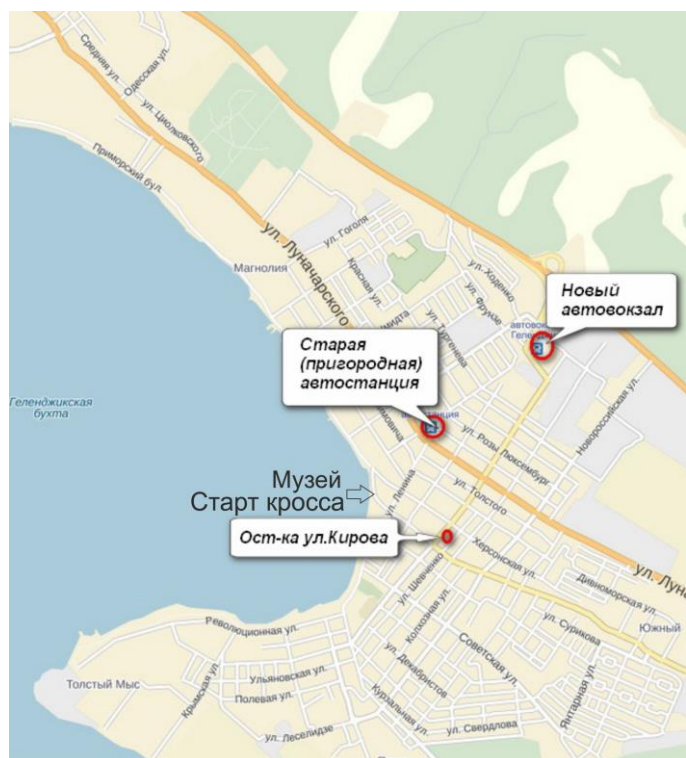 Средняя ул.
Одесская ул.
ул. Циолковского
Приморский бул.
ул. Гоголя
ул. Луначарского
Магнолия
Красная ул.
ул. Ходенко
ул. Фрунзе
ул. Тургенева
Новый
автовокзал
Старая
(пригородная)
автостанция
Геленджикская
бухта
Новороссийская ул.
ул. Розы Люксембург
Музей
Старт кросса
ул. Ленина
ул. Толстого
Ост-ка ул.Кирова
Херсонская ул.
ул. Шевченко
Дивноморская ул.
Колхозная ул.
Революционная ул.
ул. Сурикова
Южный
Советская ул.
ул. Декабристов
Ульяновская ул.
Полевая ул.
Толстый Мыс
Крымская ул.
Курзальная ул.
Янтарная ул.
ул. Свердлова
ул. Леселидзе